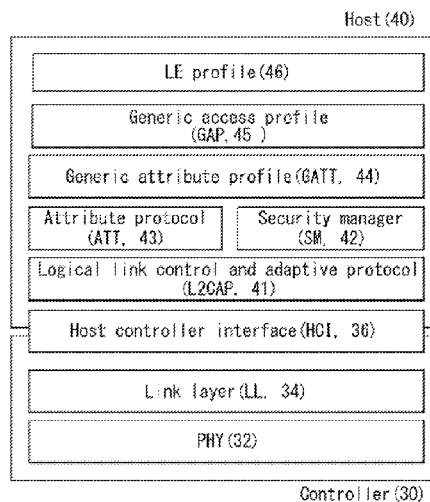 Host(40)
LE profile(46)
Generic access profile
(GAP,45 )
Generic attribute profile(GATT, 44)
Attribute protocol
(ATT, 43)
Security manager
(SM, 42)
Logical link control and adaptive protocol
(L2CAP, 41)
Host controller interface(HCI, 36)
Link layer(LL, 34)
PHY(32)
Controller(30)